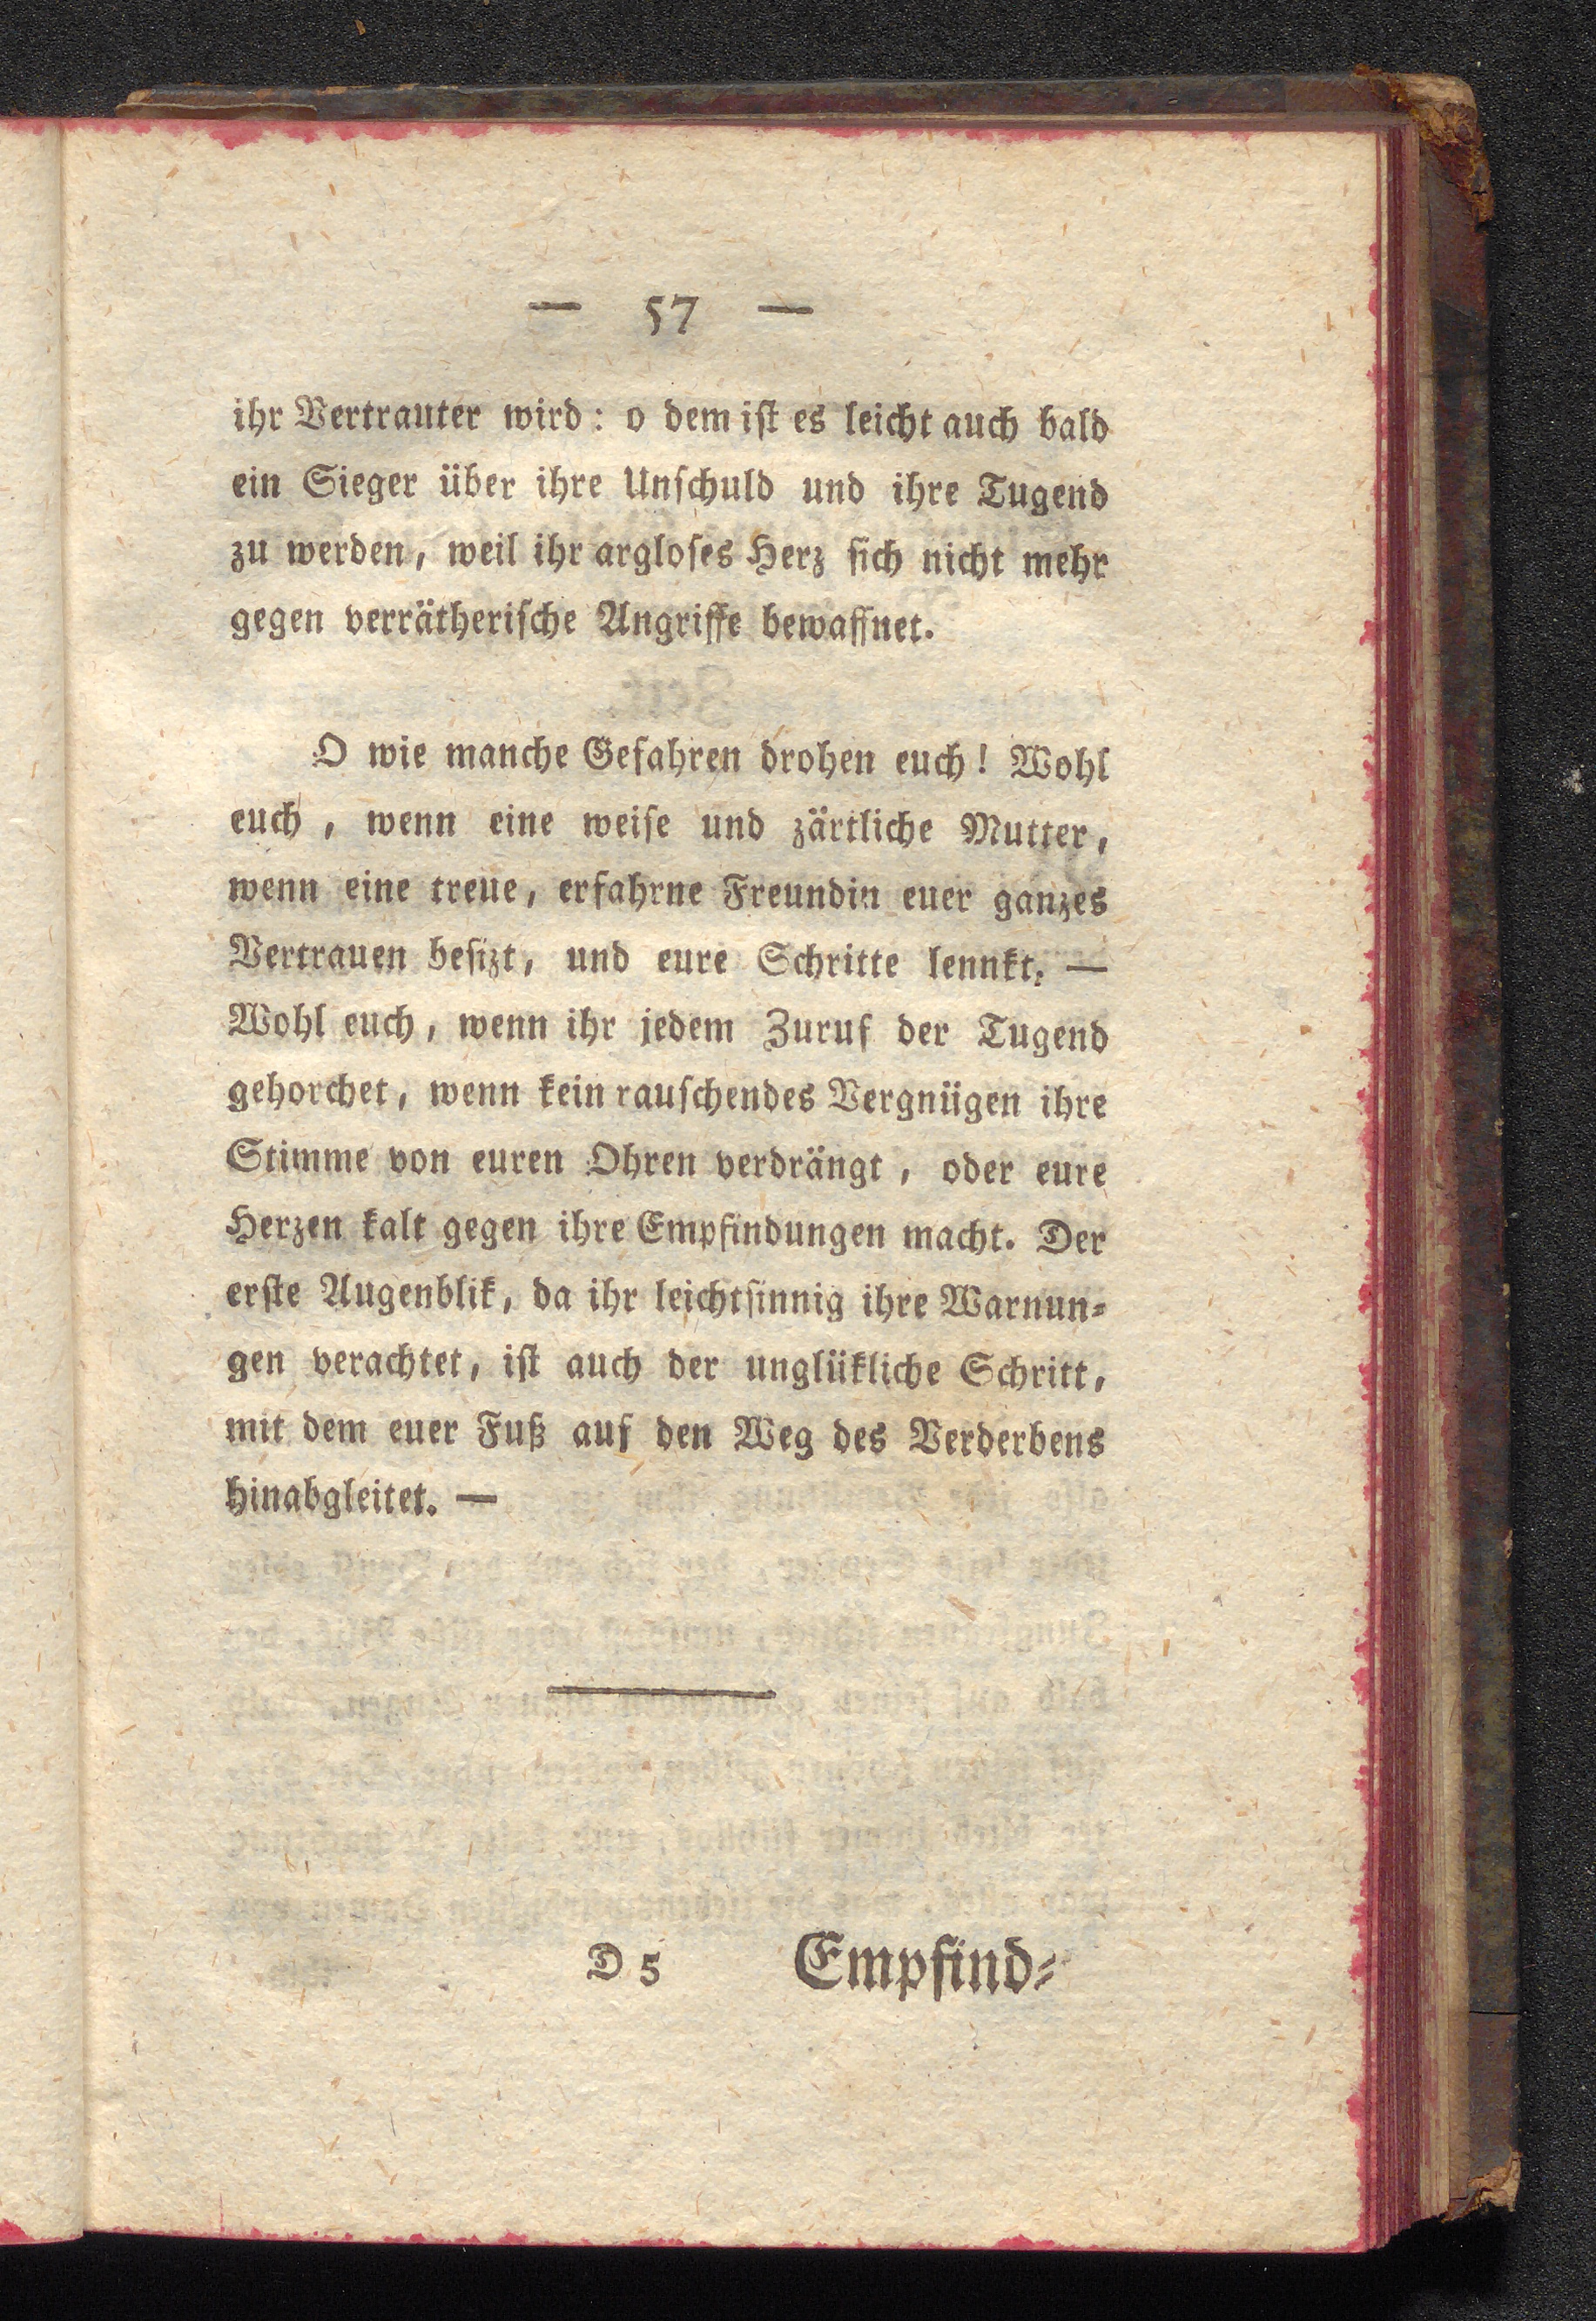 — 57 —
ihr Vertrauter wird: o dem ist es leicht auch bald
ein Sieger über ihre Unschuld und ihre Tugend
zu werden, weil ihr argloses Herz sich nicht mehr
gegen verrätherische Angriffe bewaffnet.
O wie manche Gefahren drohen euch! Wohl
euch, wenn eine weise und zärtliche Mutter,
wenn eine treue, erfahrne Freundin euer ganzes
Vertrauen besizt, und eure Schritte lennkt. —
Wohl euch, wenn ihr jedem Zuruf der Tugend
gehorchet, wenn kein rauschendes Vergnügen ihre
Stimme von euren Ohren verdrängt, oder eure
Herzen kalt gegen ihre Empfindungen macht. Der
erste Augenblik, da ihr leichtsinnig ihre Warnun-
gen verachtet, ist auch der unglükliche Schritt,
mit dem euer Fuß auf den Weg des Verderbens
hinabgleitet. —
D 5 Empfind-